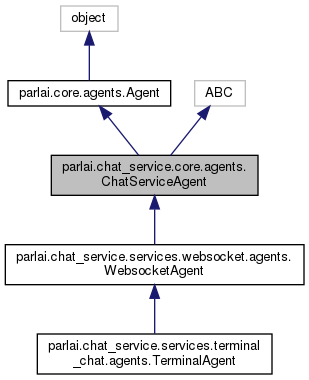 object
parlai.core.agents.Agent
ABC
parlai.chat_service.core.agents.
ChatServiceAgent
parlai.chat_service.services.websocket.agents.
WebsocketAgent
parlai.chat_service.services.terminal
_chat.agents.TerminalAgent